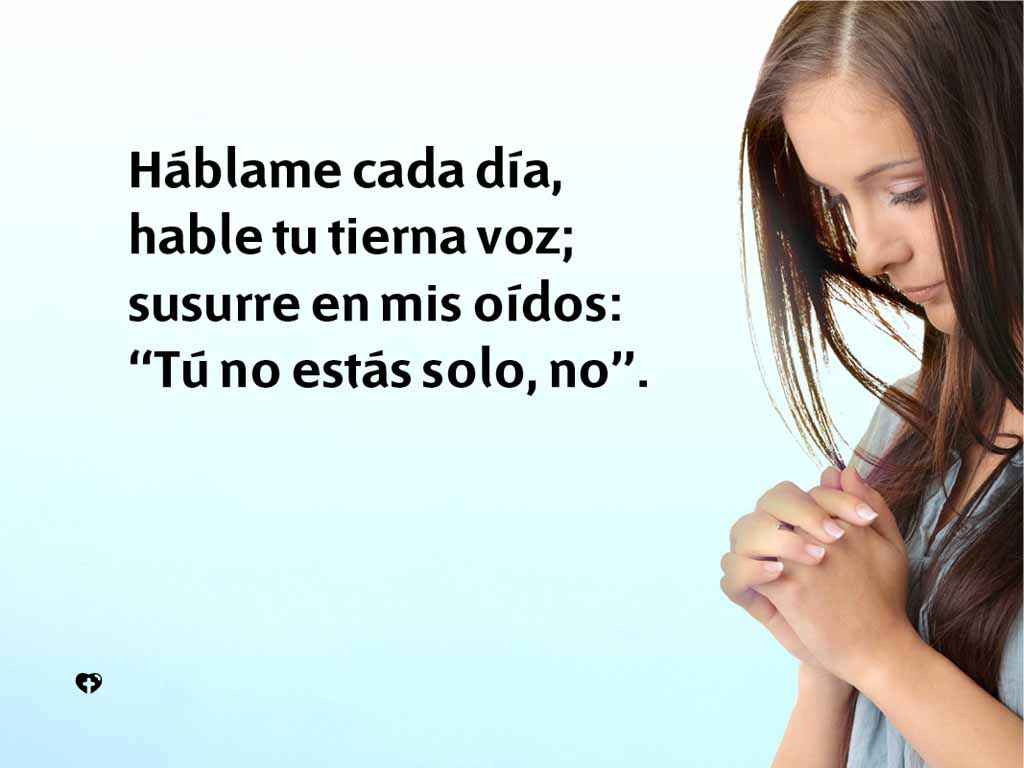 Háblame cada día,
hable tu tierna voz;
susurre en mis oídos:
“Tú no estás solo, no”.